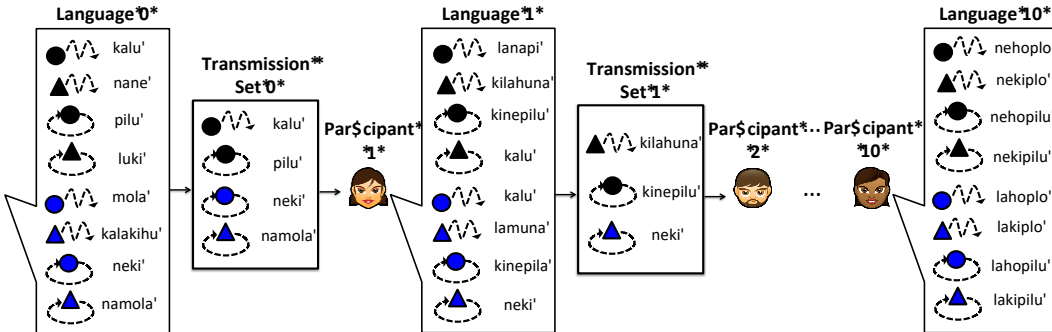 Language*0*
kalu'
nane'
pilu'
luki'
mola'
kalakihu'
neki'
namola'
Transmission**
Set*0*
kalu'
pilu'
neki'
namola'
Par$cipant*
*1*
Language*1*
lanapi'
kilahuna'
kinepilu'
kalu'
kalu'
lamuna'
kinepila'
neki'
Transmission**
Set*1*
kilahuna'
kinepilu'
neki'
Par$cipant*
*2*
...
...
Par$cipant*
*10*
Language*10*
nehoplo
nekiplo'
nehopilu
nekipilu'
lahoplo'
lakiplo'
lahopilu'
lakipilu'